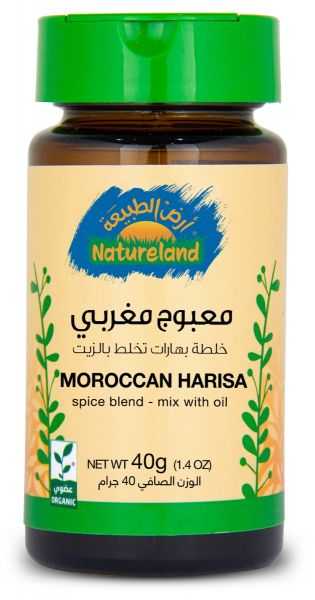 أرض الطبيعة
Natureland
معبوج مغربي
خلطة بهارات تخلط بالزيت
MOROCCAN HARISA
spice blend - mix with oil
NET WT 40g (1.4 OZ)
الوزن الصافي 40 جرام
عضوي
ORGANIC